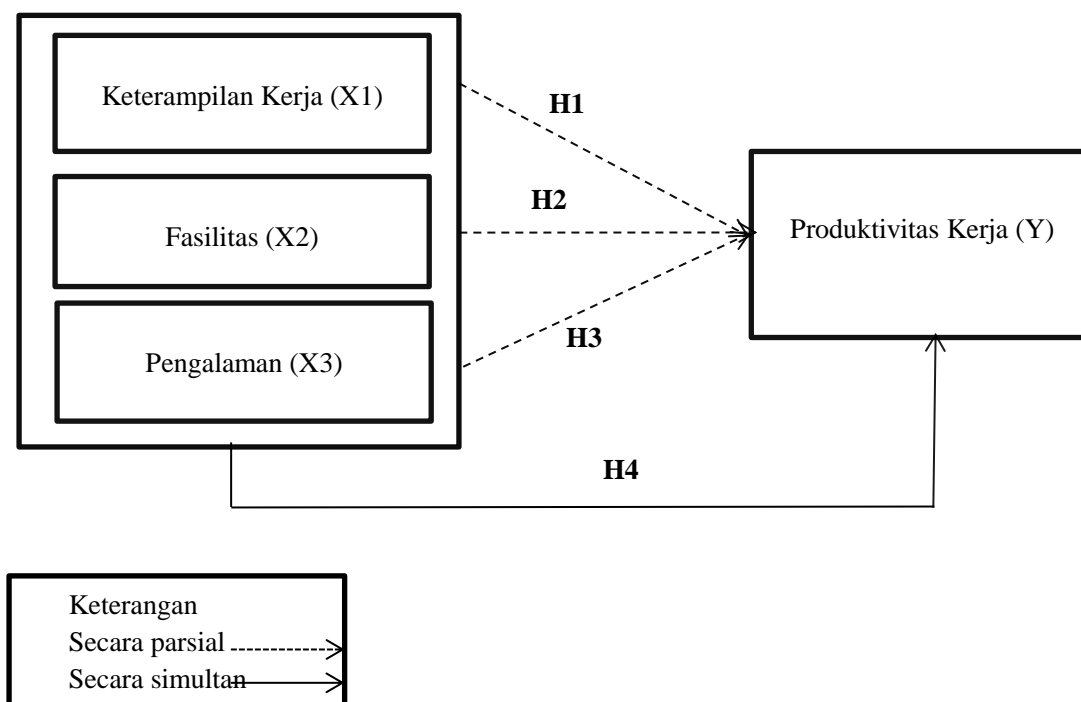 Keterampilan Kerja (X1)
H1
H2
Fasilitas (X2)
Produktivitas Kerja (Y)
H3
Pengalaman (X3)
H4
Keterangan
Secara parsial
Secara simultan